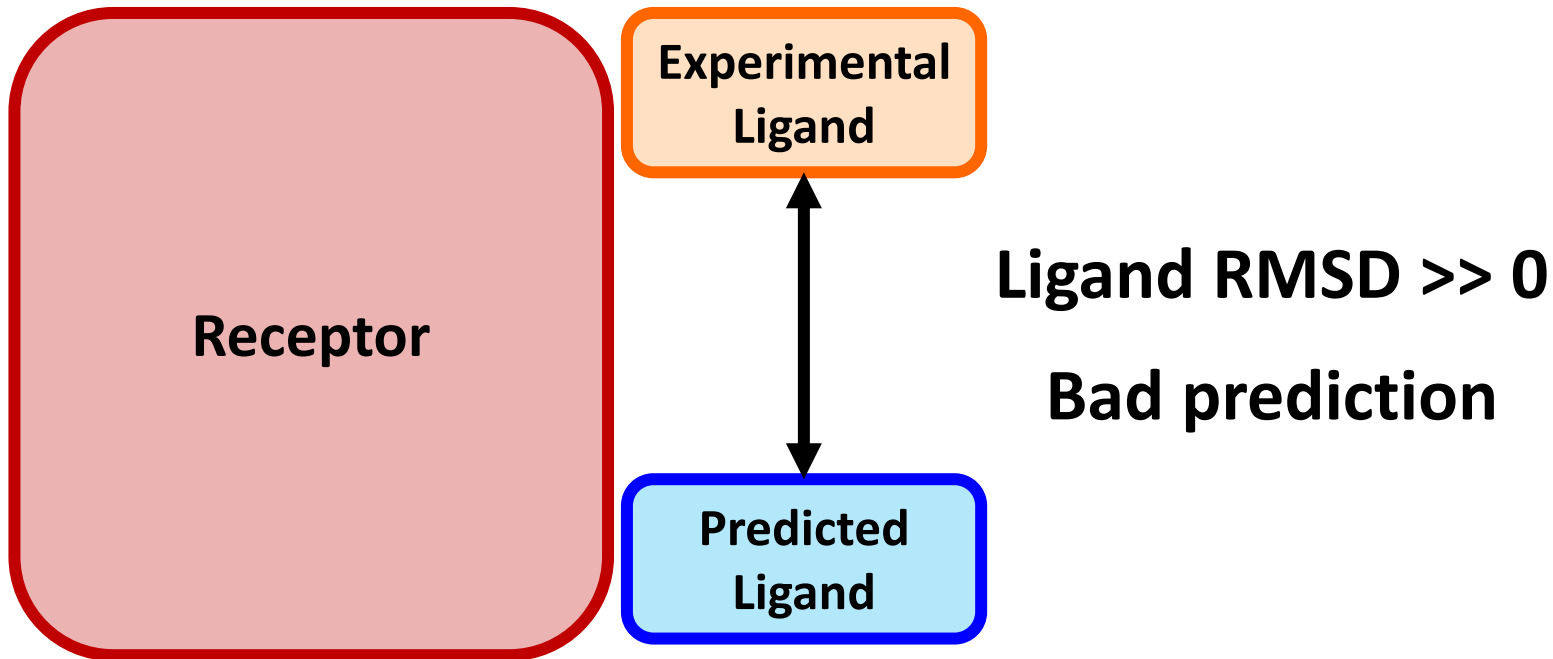 Experimental
Ligand
Receptor
Ligand RMSD >> 0
Bad prediction
Predicted
Ligand